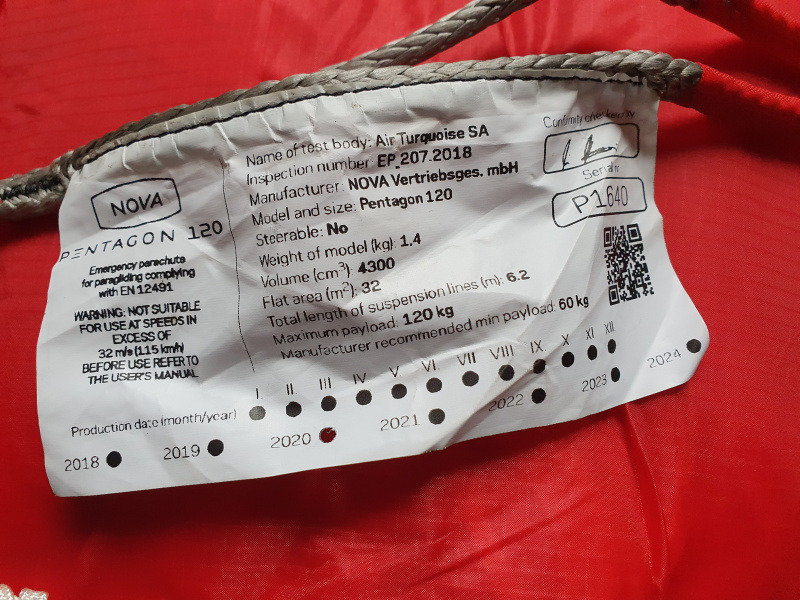 NOVA
PENTAGON 120
Emergency parachute
for paragliding complying
with EN 12491
WARNING: NOT SUITABLE
FOR USE AT SPEEDS IN
EXCESS OF
32 m/s (115 km/h)
BEFORE USE REFER TO
THE USER'S MANUAL
Name of test body: Air Turquoise SA
Inspection number: EP_207.2018
Manufacturer: NOVA Vertriebsges. mbH
Model and size: Pentagon 120
Steerable: No
Weight of model (kg): 1.4
Volume (cm³): 4300
Flat area (m²): 32
Total length of suspension lines (m): 6.2
Maximum payload: 120 kg
Manufacturer recommended min payload: 60 kg
Conformity checked by
Serial nr
P1640
I. II. III IV V VI. VII VIII IX X XI XII.
Production date (month/year)
2018 2019 2020 2021 2022 2023 2024